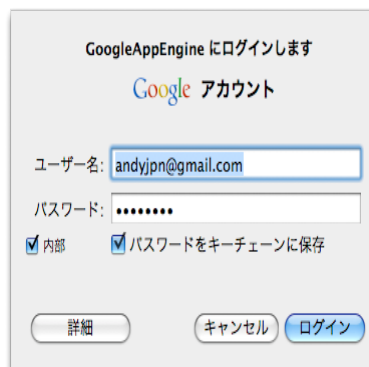 GoogleAppEngine にログインします
Google アカウント
ユーザー名: andyjpn@gmail.com
パスワード: ••••••••
内部 パスワードをキーチェーンに保存
詳細 キャンセル ログイン